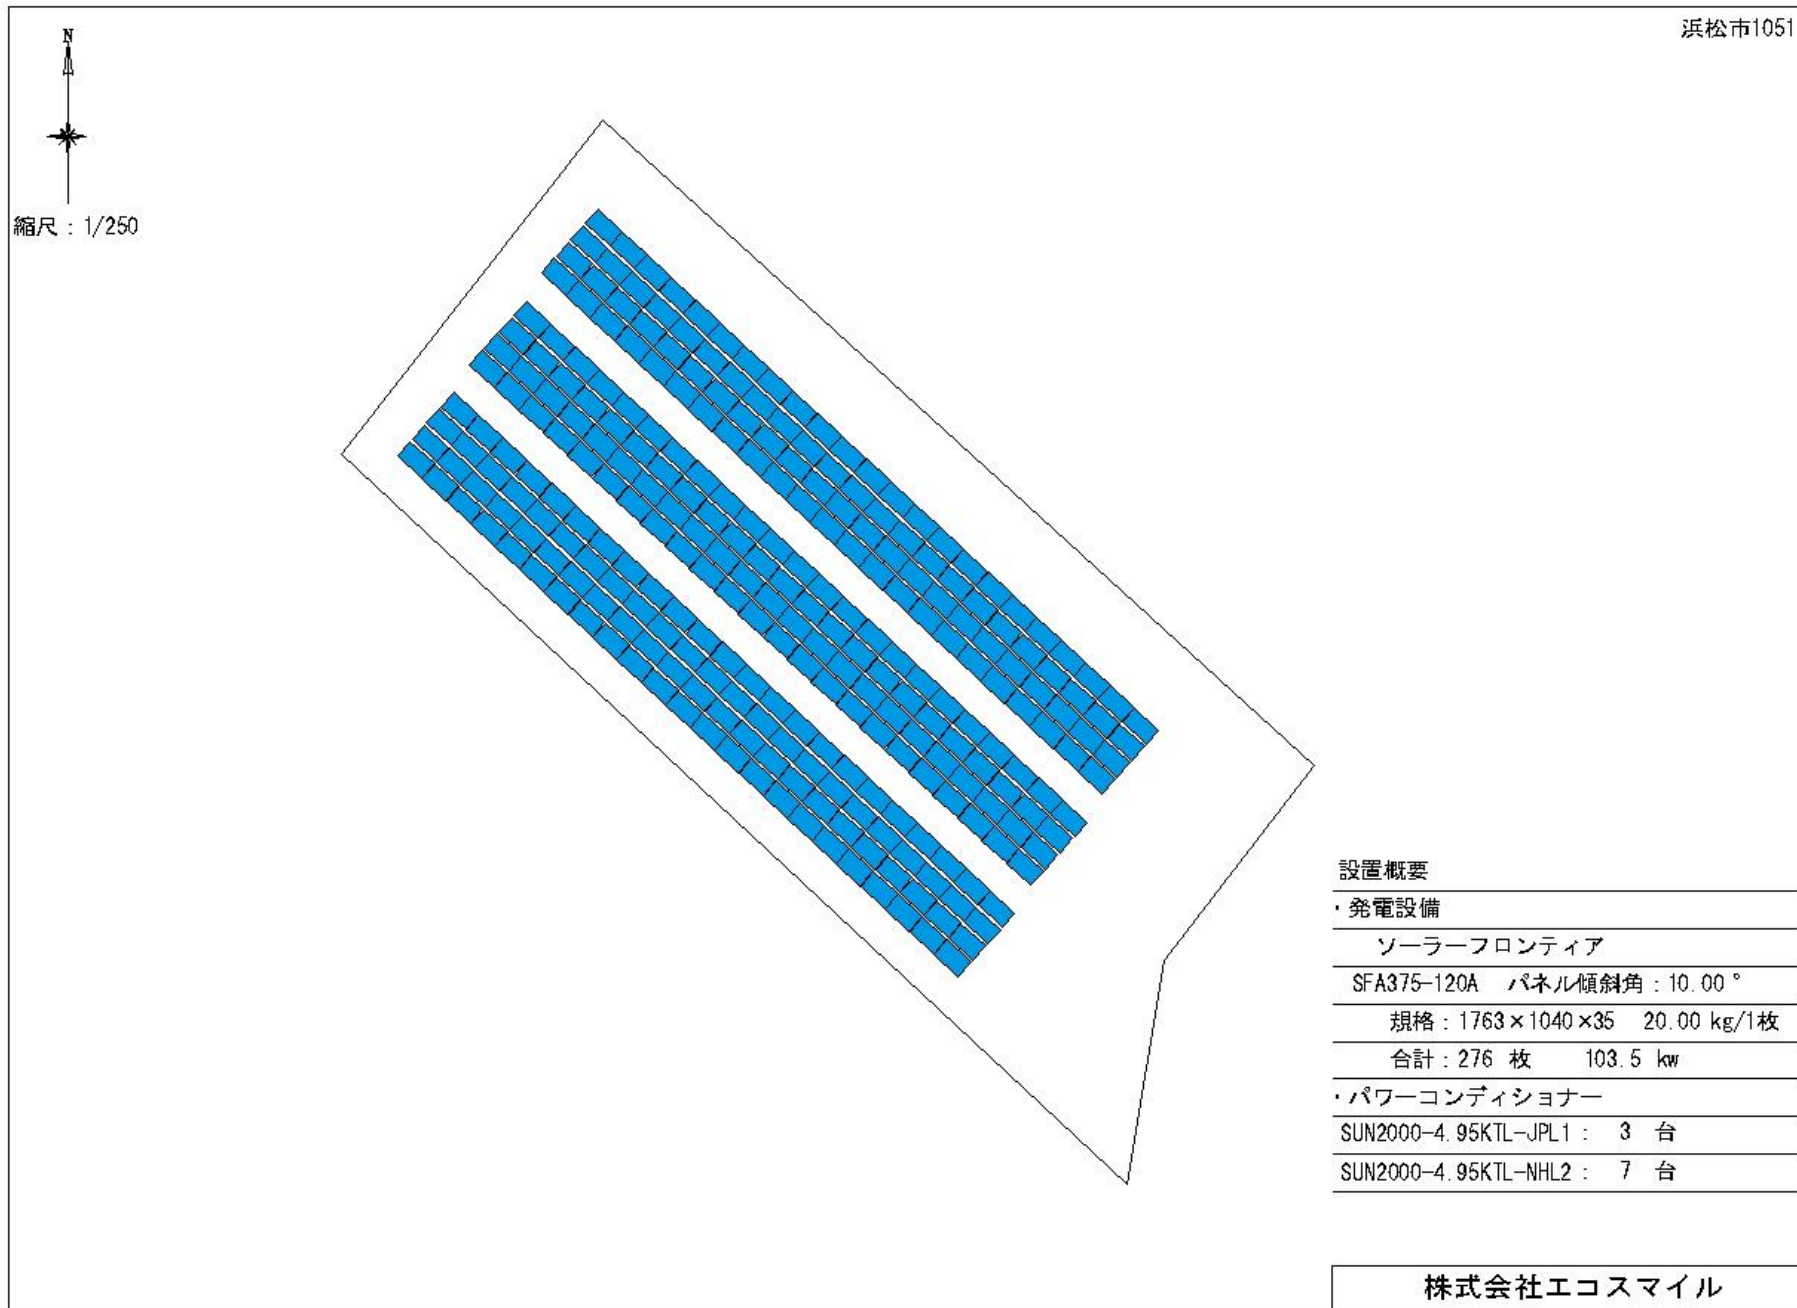 浜松市1051
N
縮尺：1/250
設置概要
・発電設備
ソーラーフロンティア
SFA375-120A パネル傾斜角：10.00°
規格：1763×1040×35 20.00 kg/1枚
合計：276 枚 103.5 kw
・パワーコンディショナー
SUN2000-4.95KTL-JPL1： 3 台
SUN2000-4.95KTL-NHL2： 7 台
株式会社エコスマイル